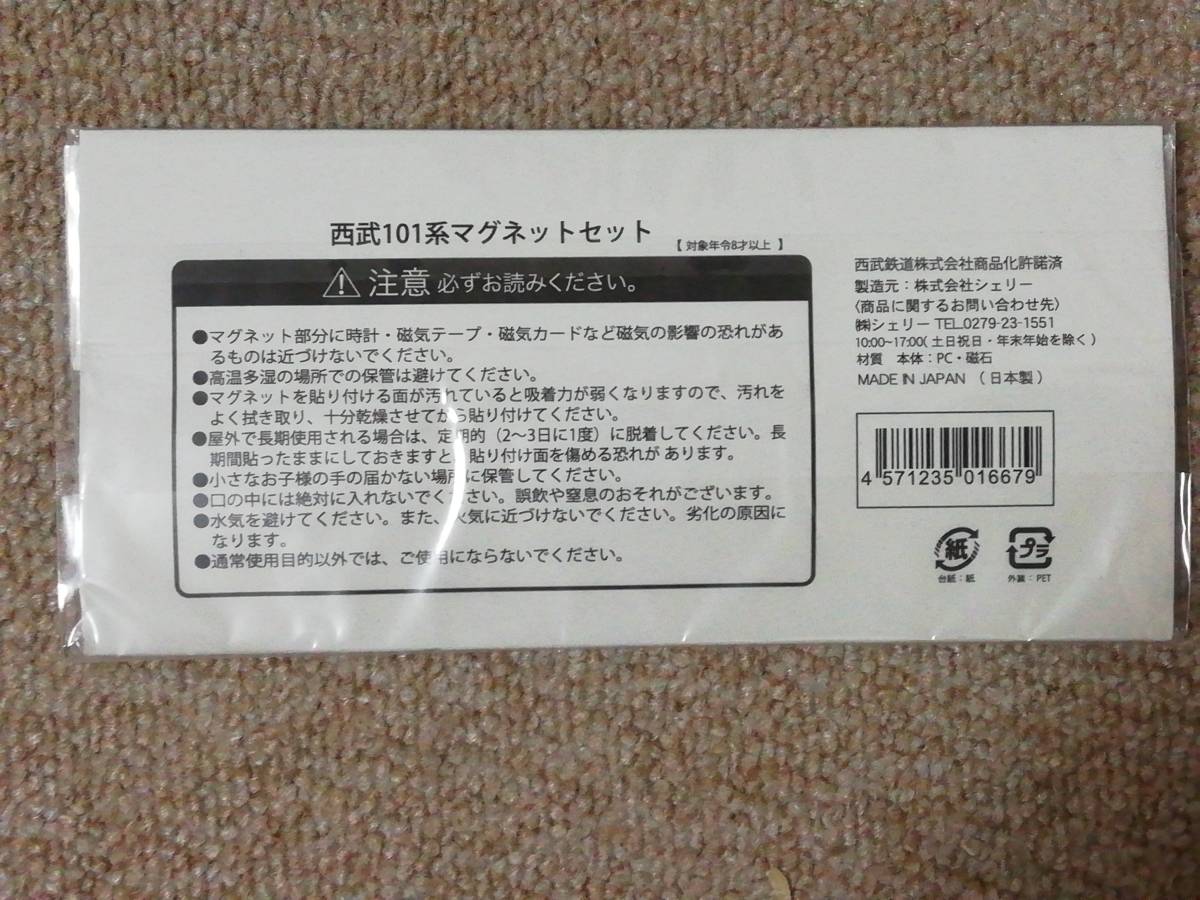 西武101系マグネットセット
【 対象年令8才以上 】
注意 必ずお読みください。
●マグネット部分に時計・磁気テープ・磁気カードなど磁気の影響の恐れがあ
るものは近づけないでください。
●高温多湿の場所での保管は避けてください。
●マグネットを貼り付ける面が汚れていると吸着力が弱くなりますので、汚れを
よく拭き取り、十分乾燥させてから貼り付けてください。
●屋外で長期使用される場合は、定期的（2～3日に1度）に脱着してください。長
期間貼ったままにしておきますと、貼り付け面を傷める恐れが あります。
●小さなお子様の手の届かない場所に保管してください。
●口の中には絶対に入れないでください。誤飲や窒息のおそれがございます。
●水気を避けてください。また、火気に近づけないでください。劣化の原因に
なります。
●通常使用目的以外では、ご使用にならないでください。
西武鉄道株式会社商品化許諾済
製造元：株式会社シェリー
〈商品に関するお問い合わせ先〉
㈱シェリー TEL.0279-23-1551
10:00～17:00( 土日祝日・年末年始を除く )
材質　本体：PC・磁石
MADE IN JAPAN （ 日本製 ）
4 571235 016679
紙
台紙：紙
プラ
外装：PET